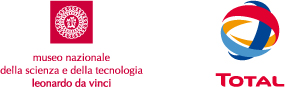 museo nazionale
della scienza e della tecnologia
leonardo da vinci
TOTAL